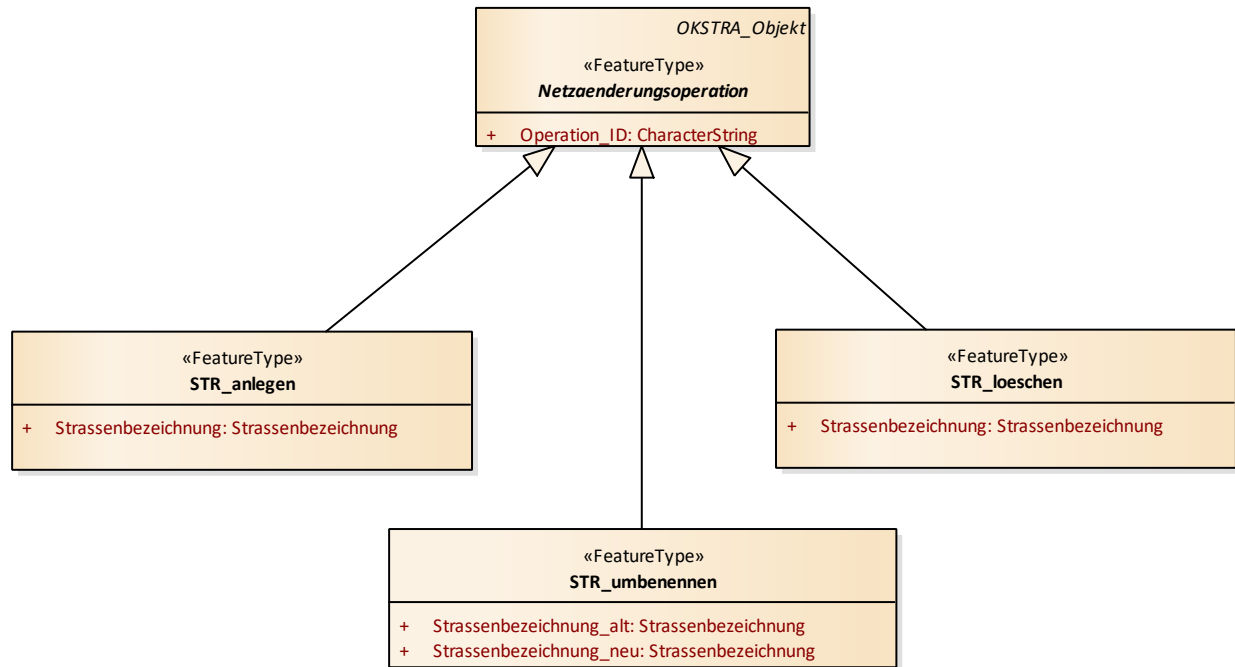 OKSTRA_Objekt
«FeatureType»
Netzaenderungsoperation
+ Operation_ID: CharacterString
«FeatureType»
STR_anlegen
+ Strassenbezeichnung: Strassenbezeichnung
«FeatureType»
STR_loeschen
+ Strassenbezeichnung: Strassenbezeichnung
«FeatureType»
STR_umbenennen
+ Strassenbezeichnung_alt: Strassenbezeichnung
+ Strassenbezeichnung_neu: Strassenbezeichnung